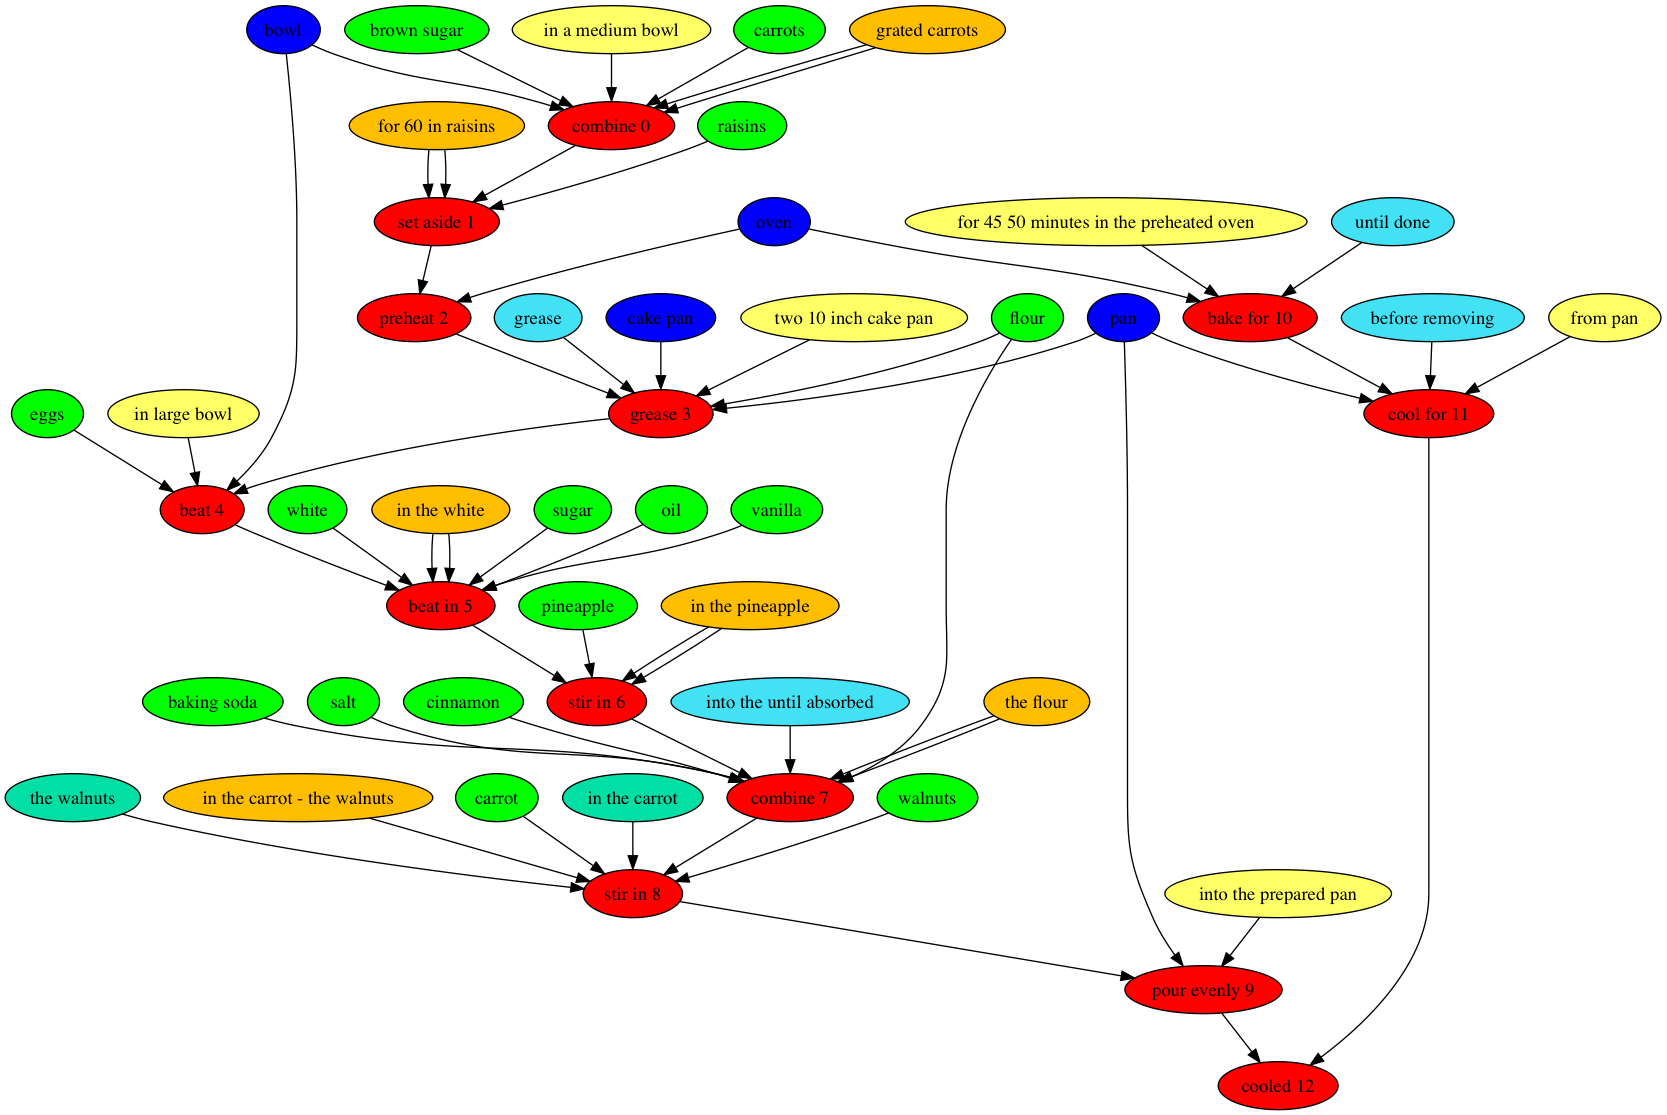 bowl
brown sugar
in a medium bowl
carrots
grated carrots
for 60 in raisins
combine 0
raisins
set aside 1
oven
for 45 50 minutes in the preheated oven
until done
preheat 2
grease
cake pan
two 10 inch cake pan
flour
pan
bake for 10
before removing
from pan
eggs
in large bowl
grease 3
cool for 11
beat 4
white
in the white
sugar
oil
vanilla
beat in 5
pineapple
in the pineapple
baking soda
salt
cinnamon
stir in 6
into the until absorbed
the flour
the walnuts
in the carrot - the walnuts
carrot
in the carrot
combine 7
walnuts
stir in 8
into the prepared pan
pour evenly 9
cooled 12